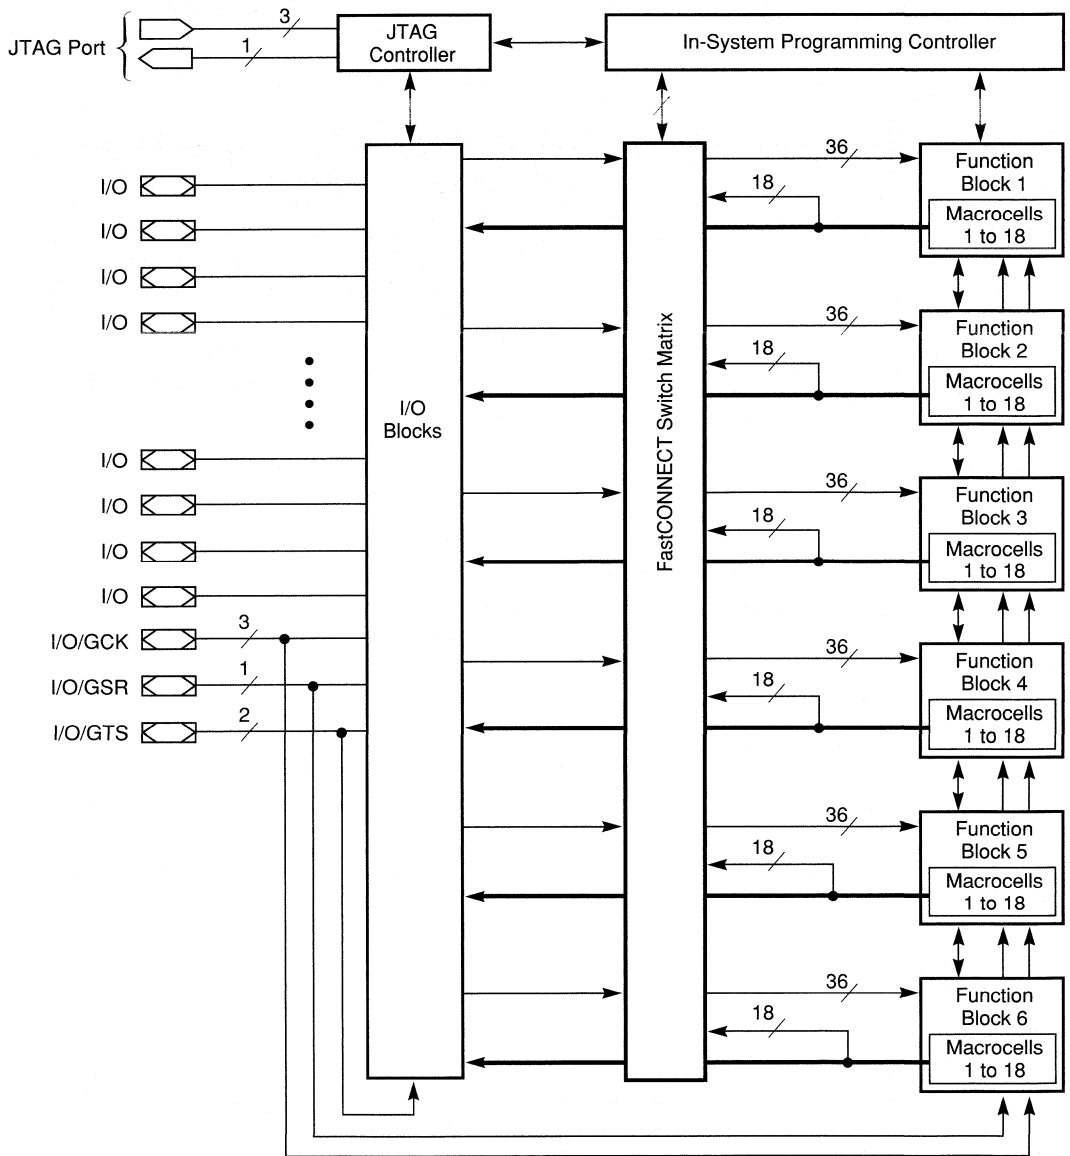 JTAG Port
3
1
JTAG
Controller
In-System Programming Controller
I/O
I/O
I/O
I/O
I/O
I/O
I/O
I/O
I/O/GCK
3
I/O/GSR
1
I/O/GTS
2
I/O
Blocks
FastCONNECT Switch Matrix
36
18
Function
Block 1
Macrocells
1 to 18
36
18
Function
Block 2
Macrocells
1 to 18
36
18
Function
Block 3
Macrocells
1 to 18
36
18
Function
Block 4
Macrocells
1 to 18
36
18
Function
Block 5
Macrocells
1 to 18
36
18
Function
Block 6
Macrocells
1 to 18